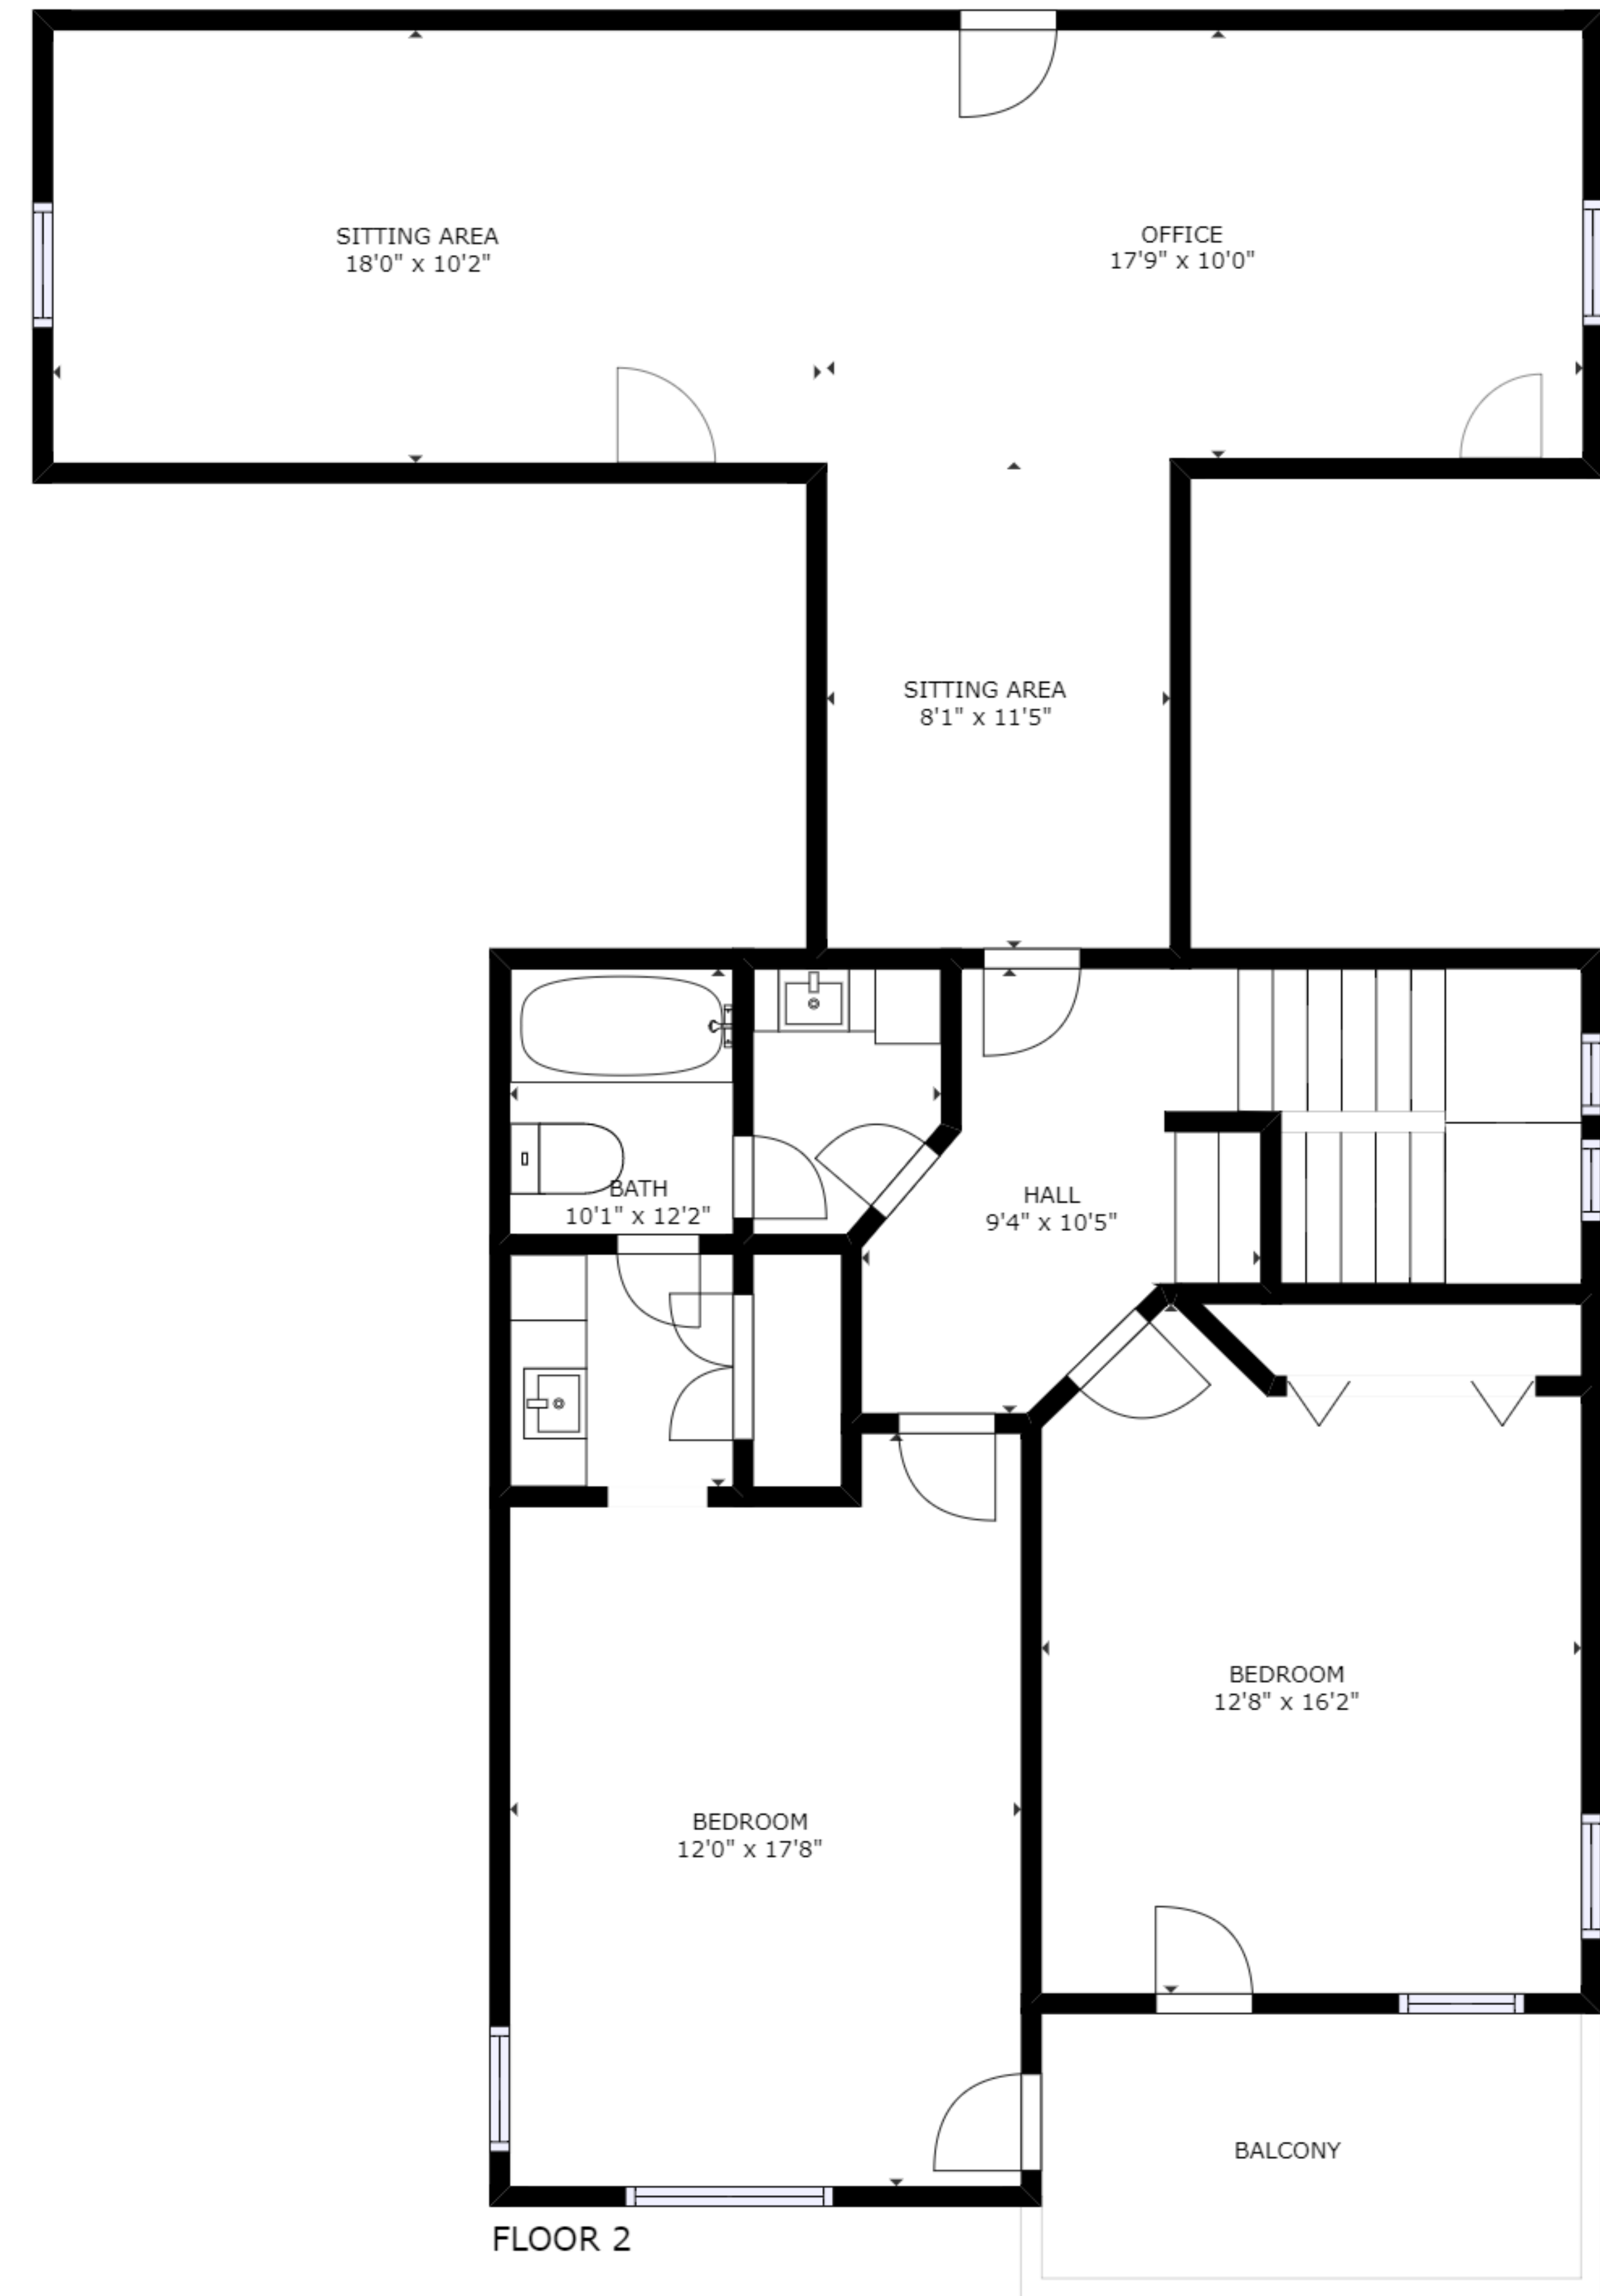 SITTING AREA
18'0" x 10'2"
OFFICE
17'9" x 10'0"
SITTING AREA
8'1" x 11'5"
BATH
10'1" x 12'2"
HALL
9'4" x 10'5"
BEDROOM
12'8" x 16'2"
BEDROOM
12'0" x 17'8"
BALCONY
FLOOR 2